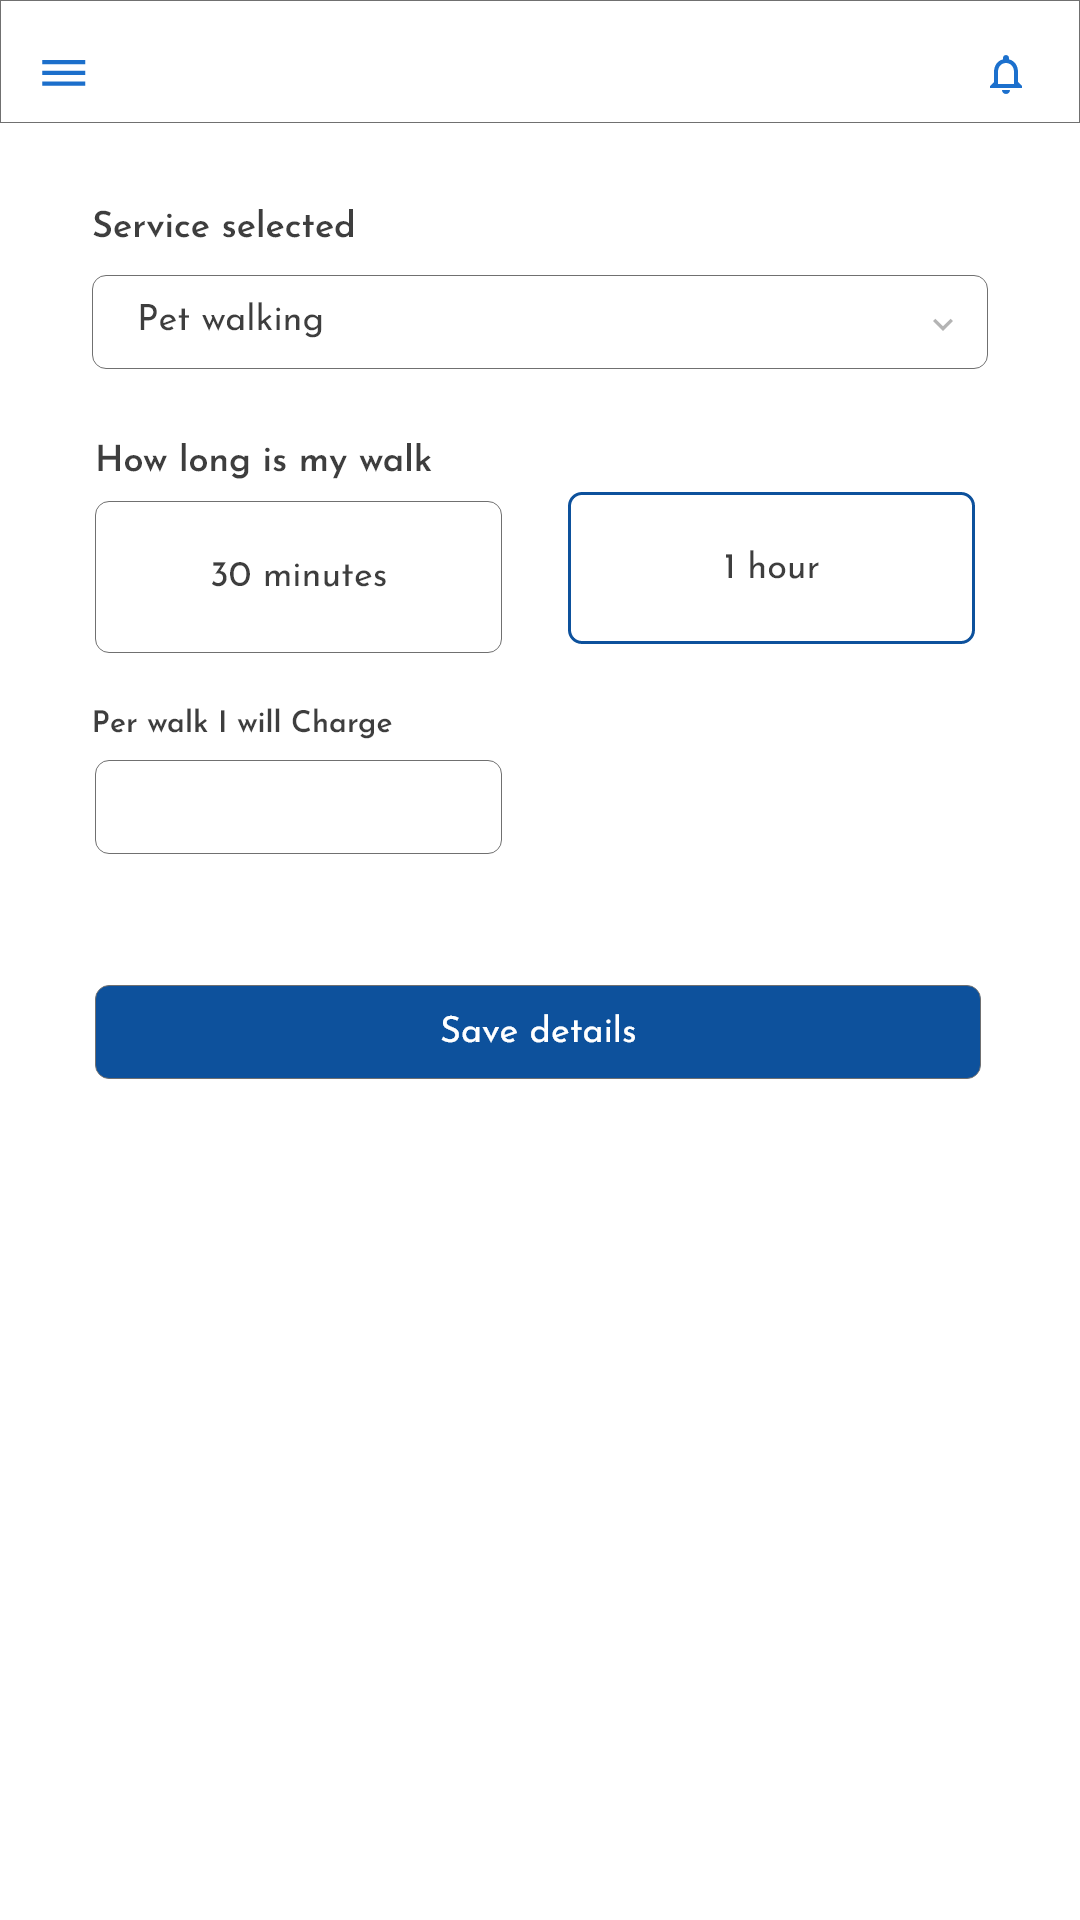 Service selected
Pet walking
How long is my walk
30 minutes
1 hour
Per walk I will Charge
Save details